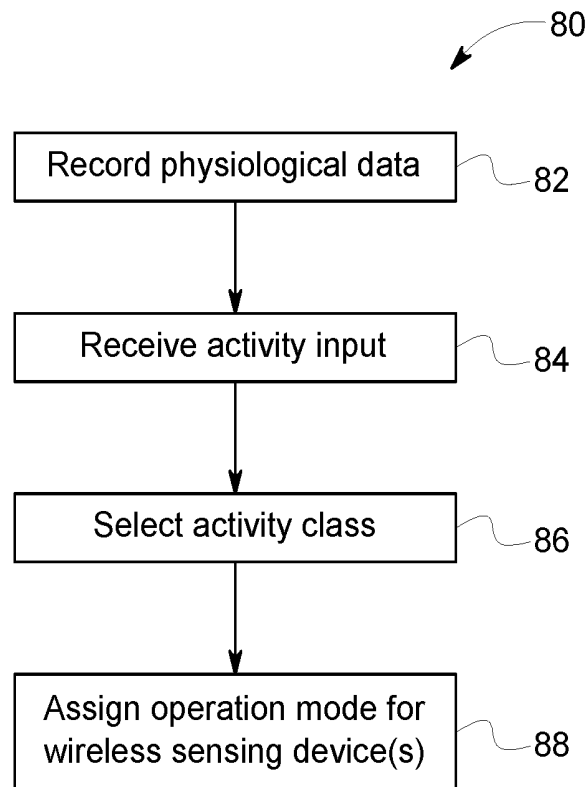 80
Record physiological data
82
Receive activity input
84
Select activity class
86
Assign operation mode for
wireless sensing device(s)
88